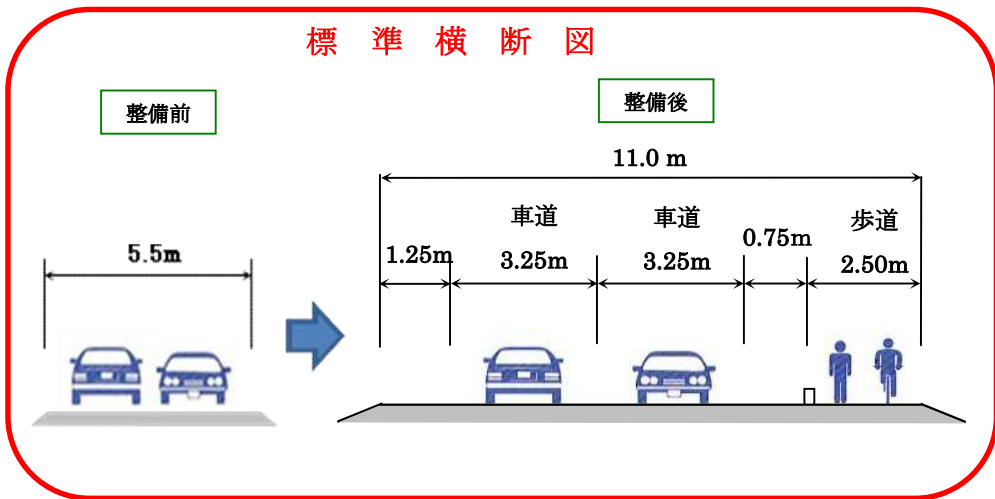 標準横断図
整備前
整備後
11.0 m
車道
車道
歩道
5.5m
1.25m
3.25m
3.25m
0.75m
2.50m